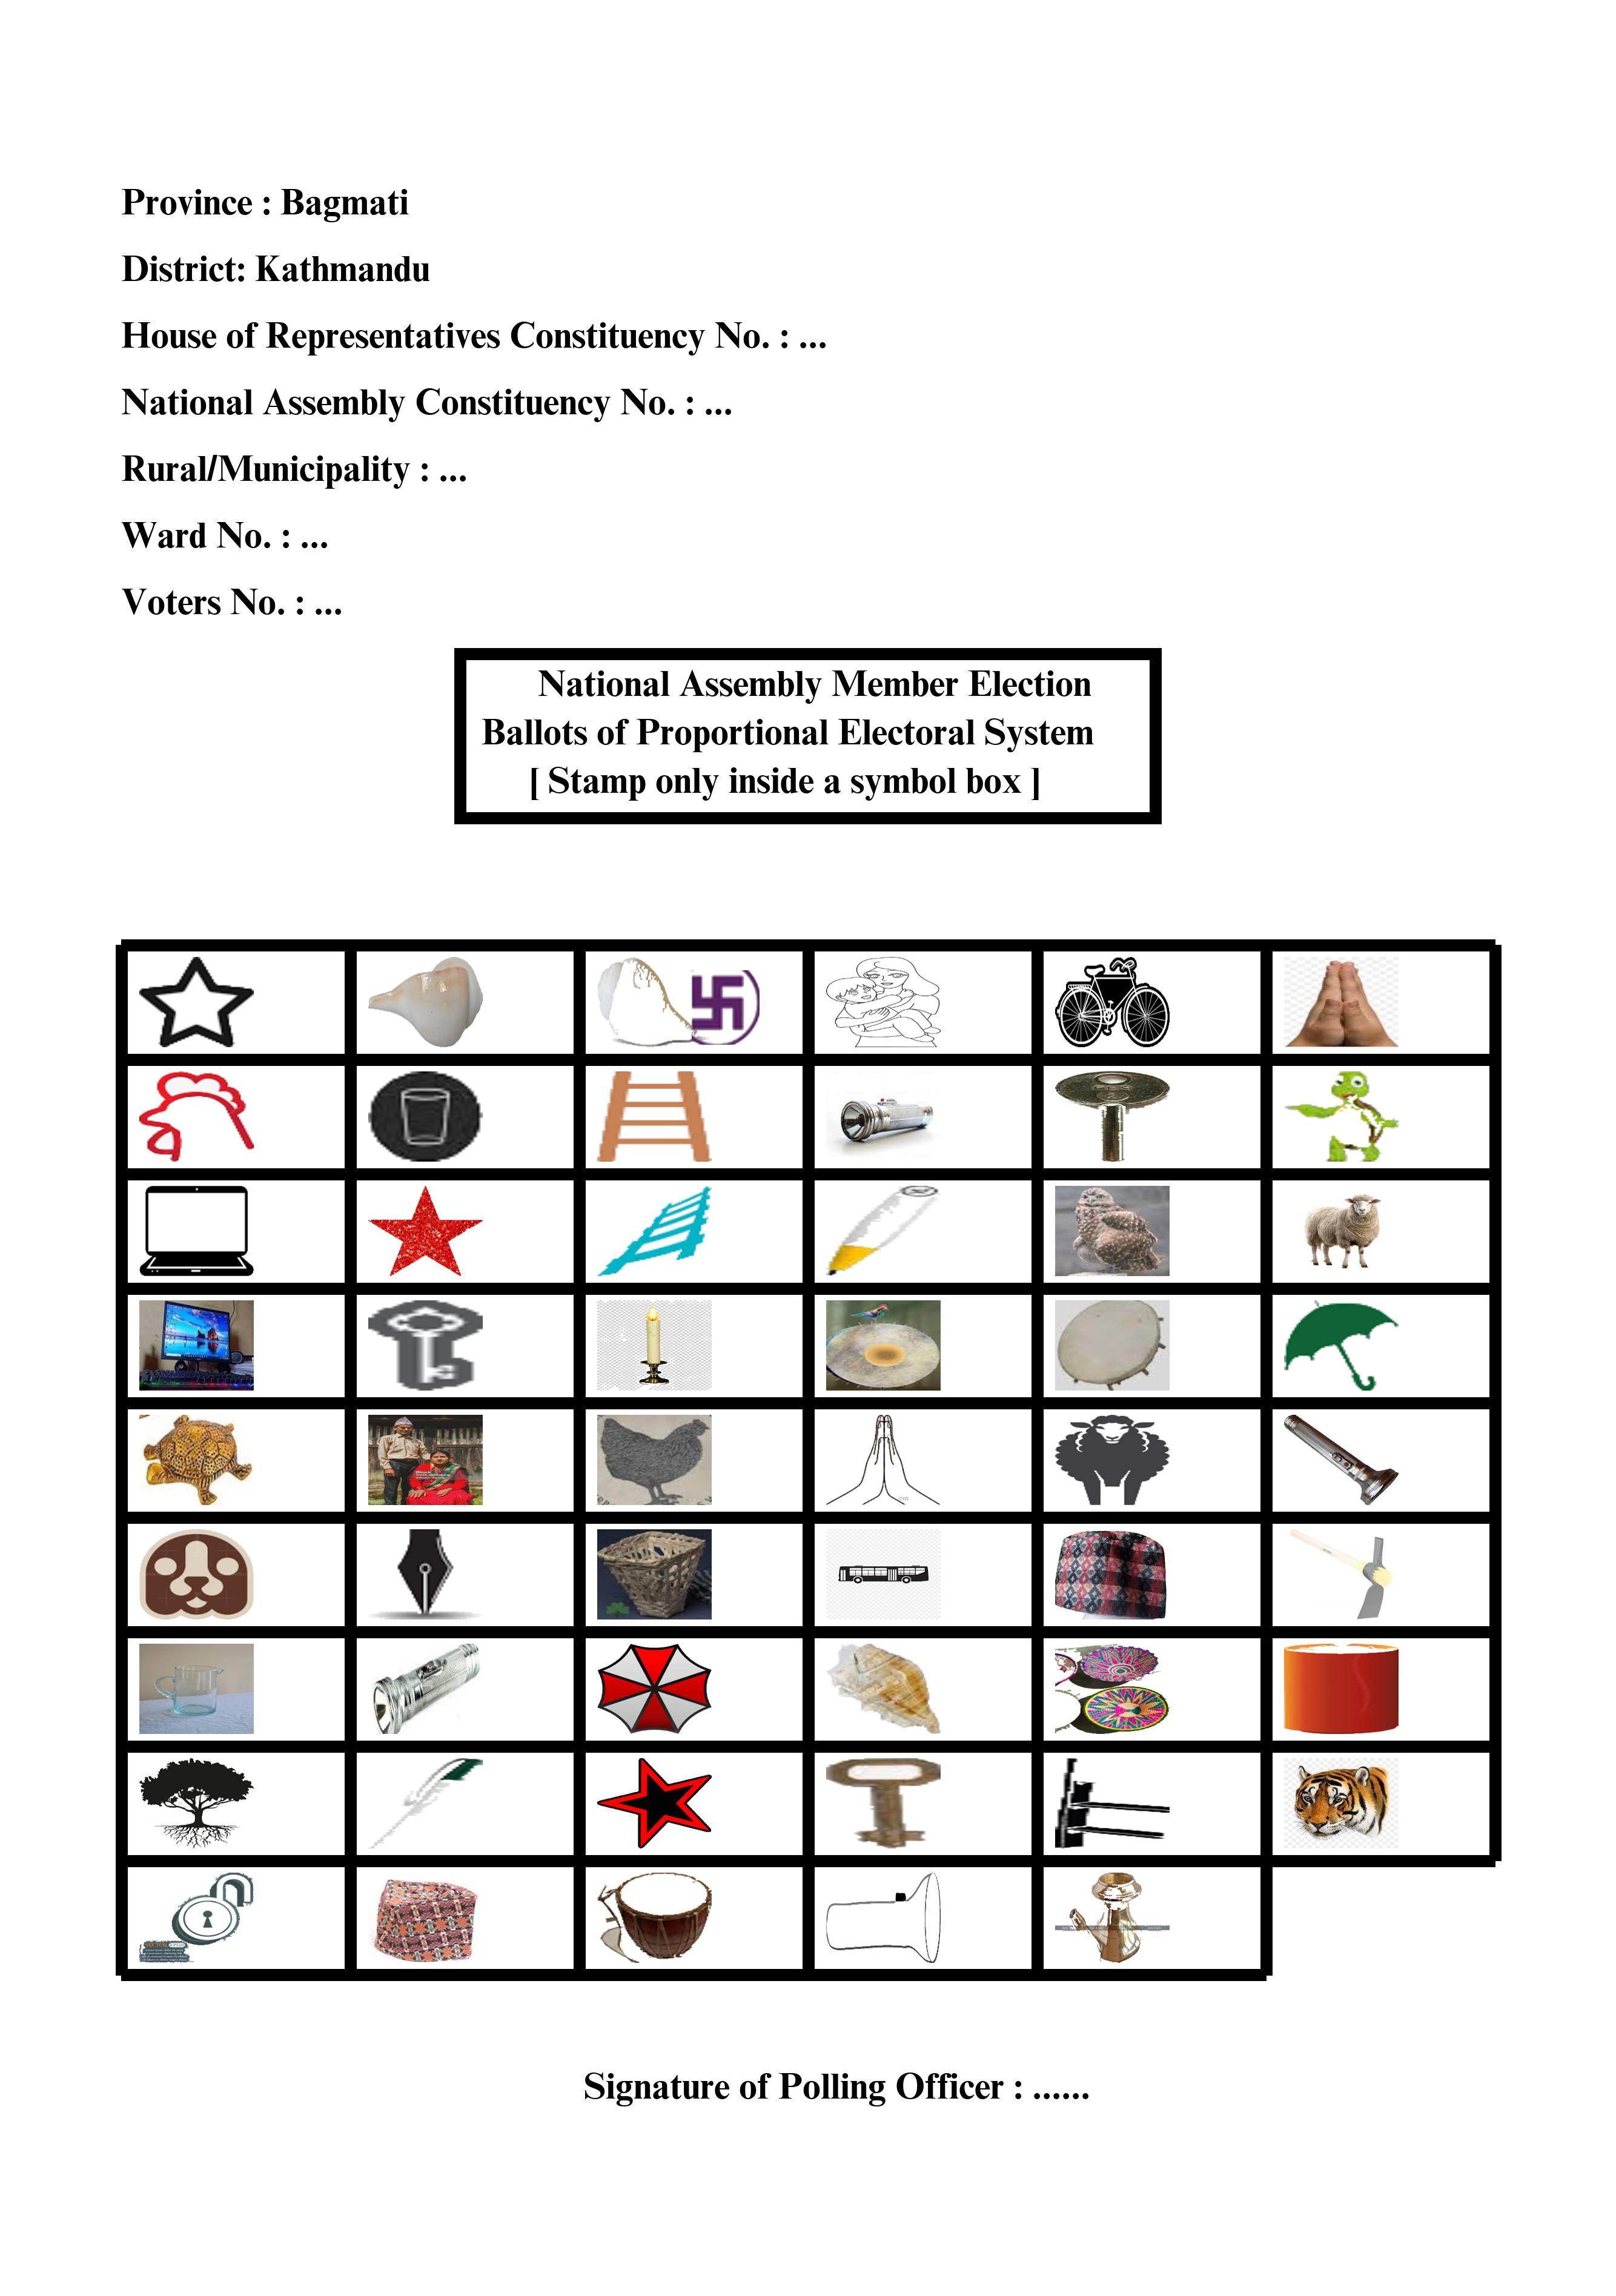 Province : Bagmati
District: Kathmandu
House of Representatives Constituency No. : ...
National Assembly Constituency No. : ...
Rural/Municipality : ...
Ward No. : ...
Voters No. : ...
National Assembly Member Election
Ballots of Proportional Electoral System
[ Stamp only inside a symbol box ]
Signature of Polling Officer : ......